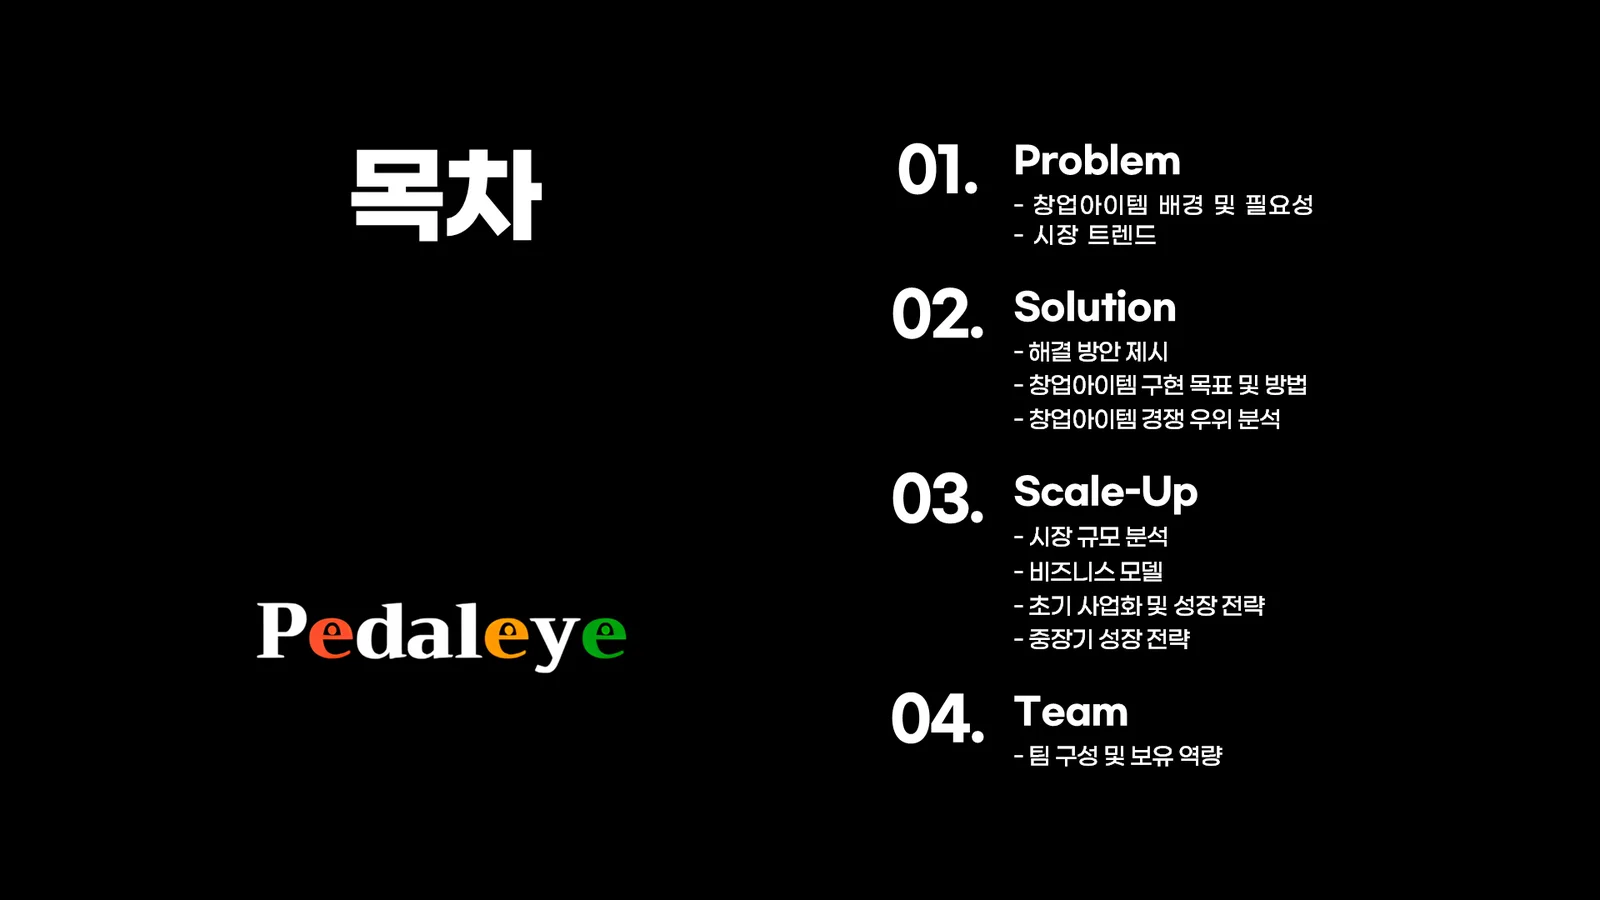 목차
Pedaleye
01. Problem
- 창업아이템 배경 및 필요성
- 시장 트렌드
02. Solution
- 해결 방안 제시
- 창업아이템 구현 목표 및 방법
- 창업아이템 경쟁 우위 분석
03. Scale-Up
- 시장 규모 분석
- 비즈니스 모델
- 초기 사업화 및 성장 전략
- 중장기 성장 전략
04. Team
- 팀 구성 및 보유 역량